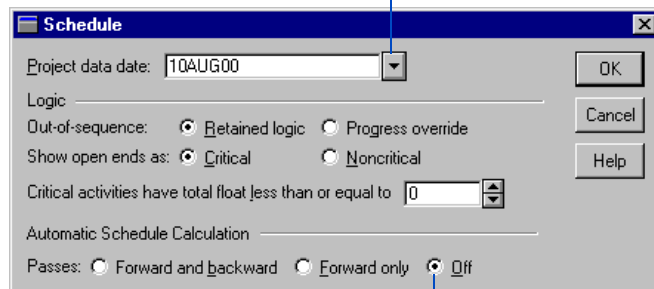 Schedule
Project data date: 10AUG00
OK
Logic
Out-of-sequence: Retained logic Progress override
Cancel
Show open ends as: Critical Noncritical
Help
Critical activities have total float less than or equal to 0
Automatic Schedule Calculation
Passes: Forward and backward Forward only Off